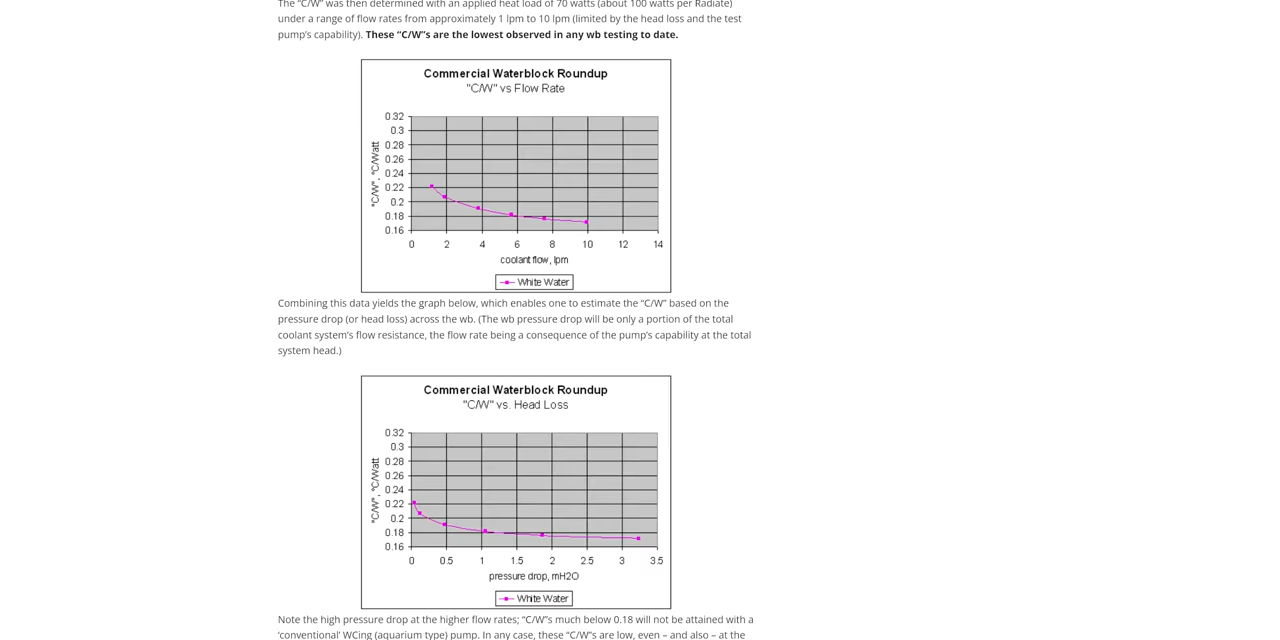 The “C/W” was then determined with an applied heat load of 70 watts (about 100 watts per Radiate)
under a range of flow rates from approximately 1 lpm to 10 lpm (limited by the head loss and the test
pump’s capability). These “C/W”s are the lowest observed in any wb testing to date.
Commercial Waterblock Roundup
"C/W" vs Flow Rate
0.32
0.3
0.28
0.26
0.24
0.22
0.2
0.18
0.16
"C/W", °C/Watt
0 2 4 6 8 10 12 14
coolant flow, lpm
White Water
Combining this data yields the graph below, which enables one to estimate the “C/W” based on the
pressure drop (or head loss) across the wb. (The wb pressure drop will be only a portion of the total
coolant system’s flow resistance, the flow rate being a consequence of the pump’s capability at the total
system head.)
Commercial Waterblock Roundup
"C/W" vs. Head Loss
0.32
0.3
0.28
0.26
0.24
0.22
0.2
0.18
0.16
"C/W", °C/Watt
0 0.5 1 1.5 2 2.5 3 3.5
pressure drop, mH2O
White Water
Note the high pressure drop at the higher flow rates; “C/W”s much below 0.18 will not be attained with a
‘conventional’ WCing (aquarium type) pump. In any case, these “C/W”s are low, even – and also – at the